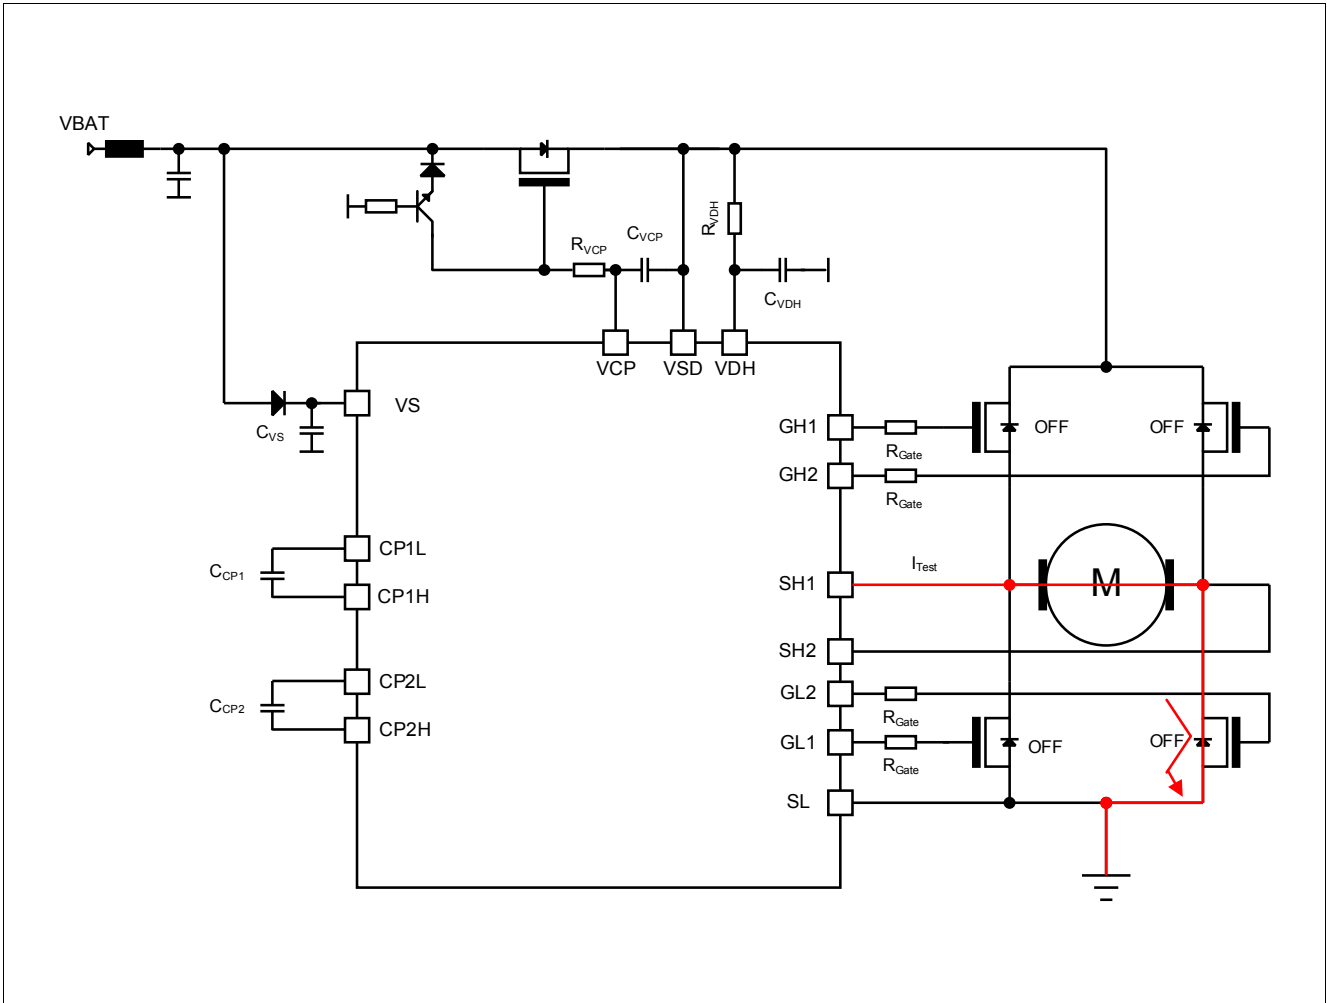 VBAT
RVDH
CVCP
RVCP
CVDH
VCP VSD VDH
VS
CVS
GH1
OFF
OFF
RGate
GH2
RGate
CP1L
CCP1
CP1H
SH1
ITest
M
SH2
CP2L
GL2
CCP2
RGate
CP2H
GL1
OFF
OFF
RGate
SL